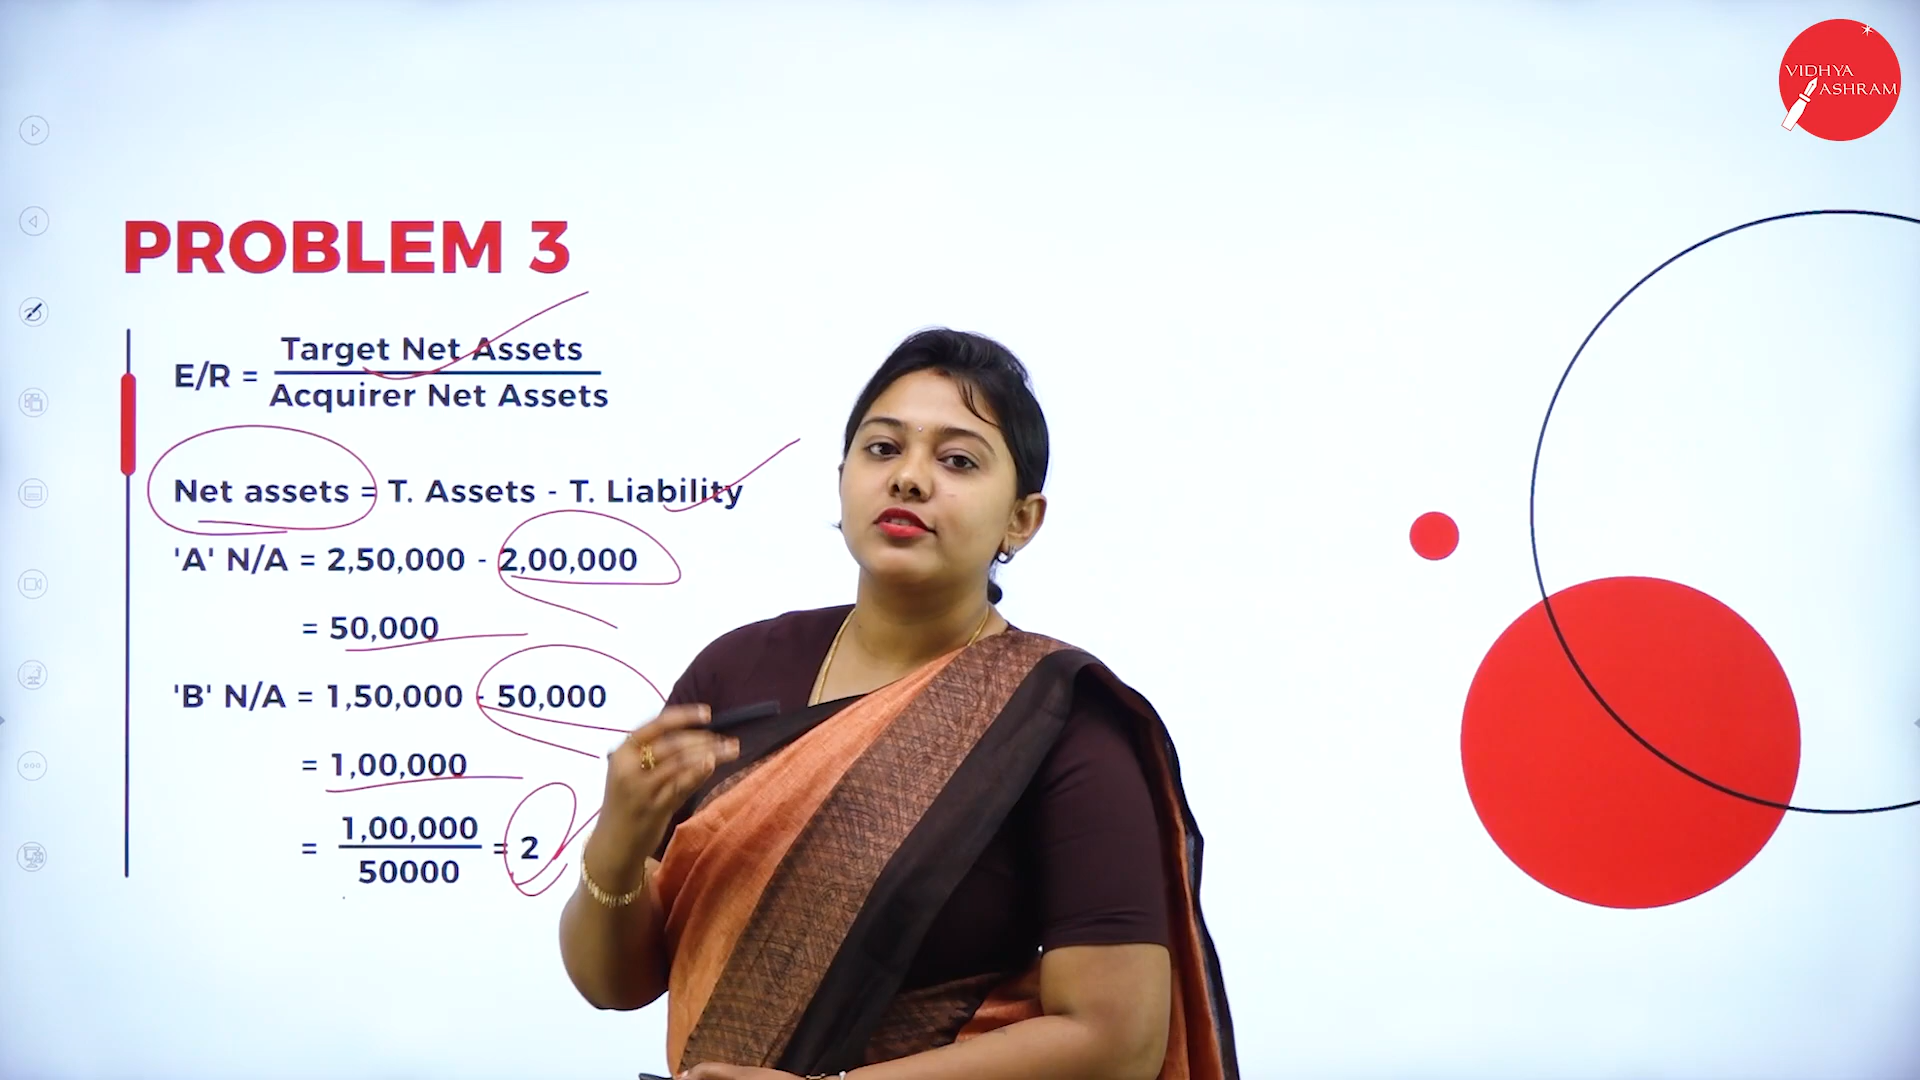 VIDHYA
ASHRAM
PROBLEM 3
E/R = Target Net Assets
Acquirer Net Assets
Net assets = T. Assets - T. Liability
'A' N/A = 2,50,000 - 2,00,000
= 50,000
'B' N/A = 1,50,000 - 50,000
= 1,00,000
= 1,00,000 = 2
50000